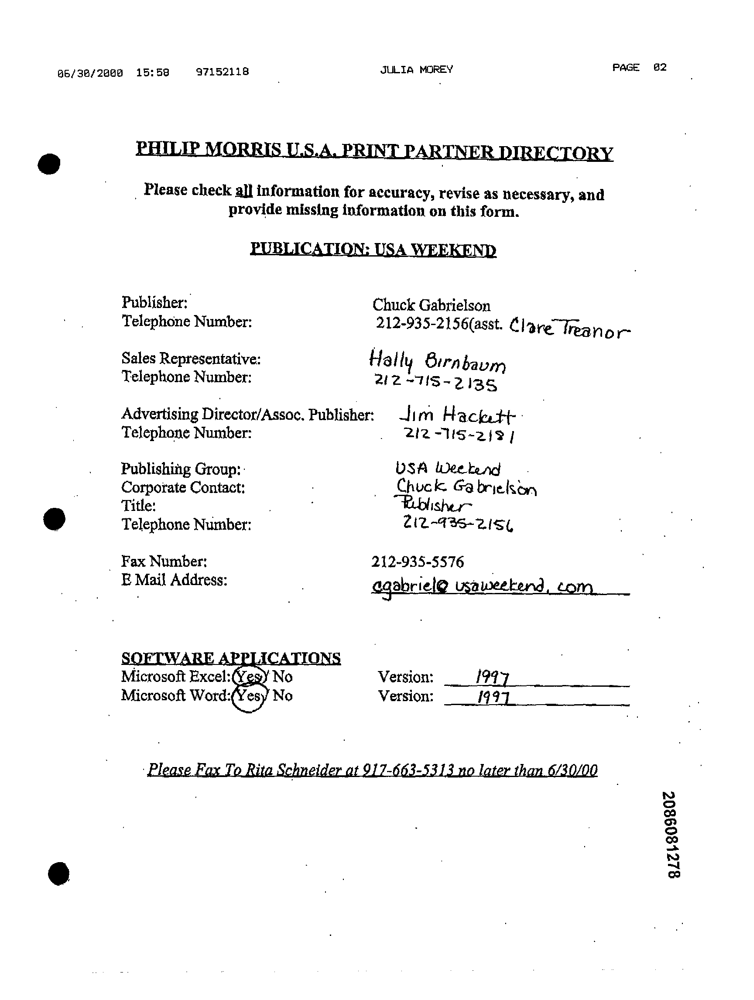 06/30/2000 15:58 97152118 JULIA MOREY PAGE 02
PHILIP MORRIS U.S.A. PRINT PARTNER DIRECTORY
Please check all information for accuracy, revise as necessary, and
provide missing information on this form.
PUBLICATION: USA WEEKEND
Publisher: Chuck Gabrielson
Telephone Number: 212-935-2156(asst. Clare Treanor
Sales Representative: Hally Birnbaum
Telephone Number: 212-715-2135
Advertising Director/Assoc. Publisher: Jim Hackett
Telephone Number: 212-715-2181
Publishing Group: USA Weekend
Corporate Contact: Chuck Gabrielson
Title: Publisher
Telephone Number: 212-935-2156
Fax Number: 212-935-5576
E Mail Address: cgabriel@usaweekend.com
SOFTWARE APPLICATIONS
Microsoft Excel: Yes/ No Version: 1997
Microsoft Word: Yes/ No Version: 1997
Please Fax To Rita Schneider at 917-663-5313 no later than 6/30/00
2086081278